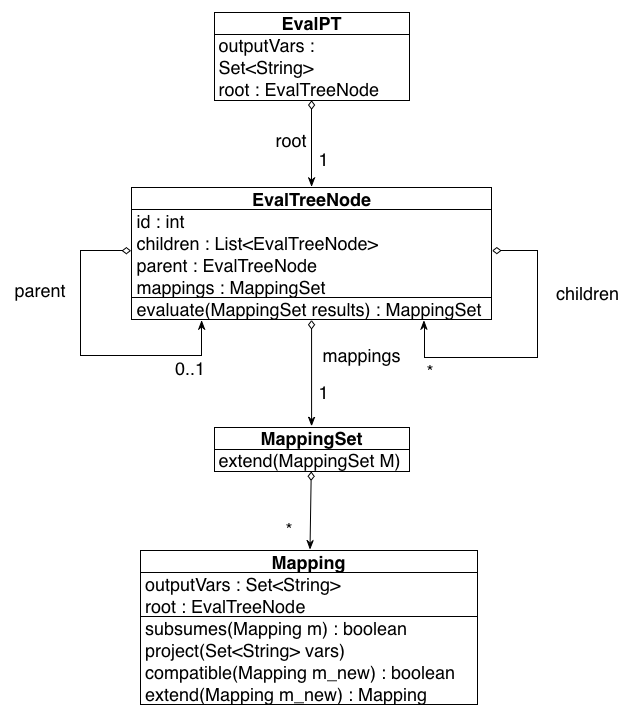 EvalPT
outputVars :
Set<String>
root : EvalTreeNode
root
1
EvalTreeNode
id : int
children : List<EvalTreeNode>
parent : EvalTreeNode
mappings : MappingSet
evaluate(MappingSet results) : MappingSet
parent
children
0..1
*
mappings
1
MappingSet
extend(MappingSet M)
*
Mapping
outputVars : Set<String>
root : EvalTreeNode
subsumes(Mapping m) : boolean
project(Set<String> vars)
compatible(Mapping m_new) : boolean
extend(Mapping m_new) : Mapping